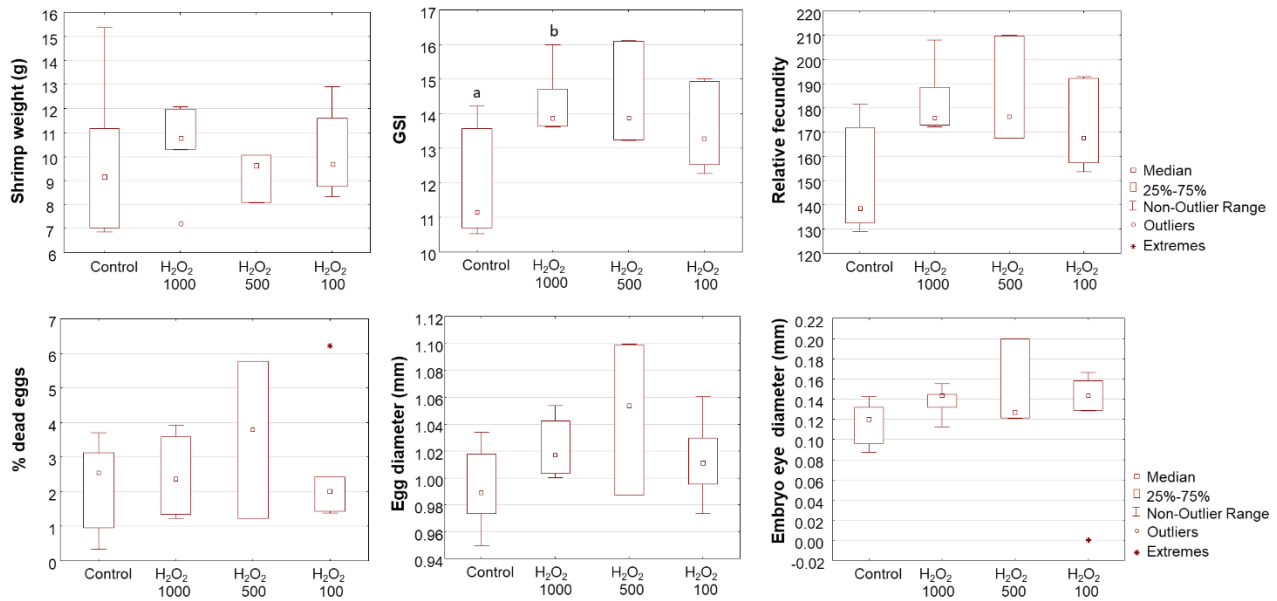 Shrimp weight (g)
16
15
14
13
12
11
10
9
8
7
6
Control
H₂O₂
1000
H₂O₂
500
H₂O₂
100
GSI
17
16
15
14
13
12
11
10
a
b
Control
H₂O₂
1000
H₂O₂
500
H₂O₂
100
Relative fecundity
220
210
200
190
180
170
160
150
140
130
120
Control
H₂O₂
1000
H₂O₂
500
H₂O₂
100
Median
25%-75%
Non-Outlier Range
Outliers
Extremes
% dead eggs
7
6
5
4
3
2
1
0
Control
H₂O₂
1000
H₂O₂
500
H₂O₂
100
Egg diameter (mm)
1.12
1.10
1.08
1.06
1.04
1.02
1.00
0.98
0.96
0.94
Control
H₂O₂
1000
H₂O₂
500
H₂O₂
100
Embryo eye diameter (mm)
0.22
0.20
0.18
0.16
0.14
0.12
0.10
0.08
0.06
0.04
0.02
0.00
-0.02
Control
H₂O₂
1000
H₂O₂
500
H₂O₂
100
Median
25%-75%
Non-Outlier Range
Outliers
Extremes